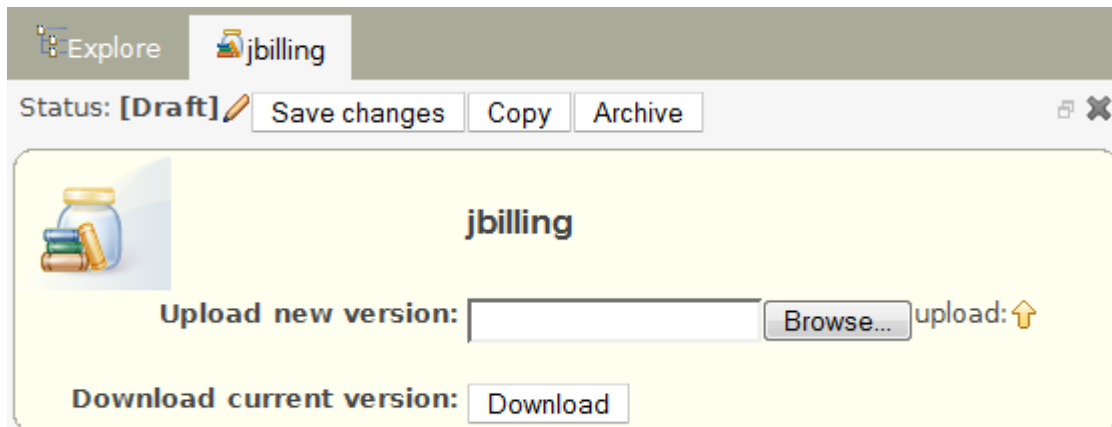 Explore jbilling
Status: [Draft] Save changes Copy Archive
jbilling
Upload new version: Browse... upload:
Download current version: Download